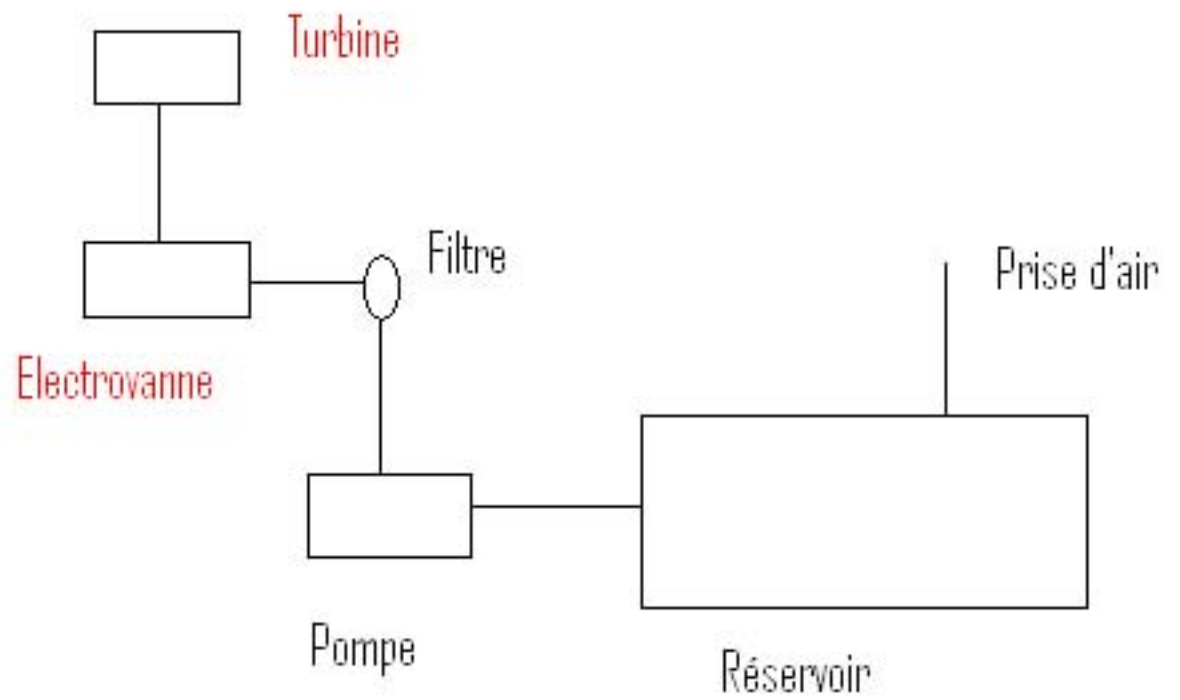 Turbine
Filtre
Prise d'air
Electrovanne
Pompe
Réservoir